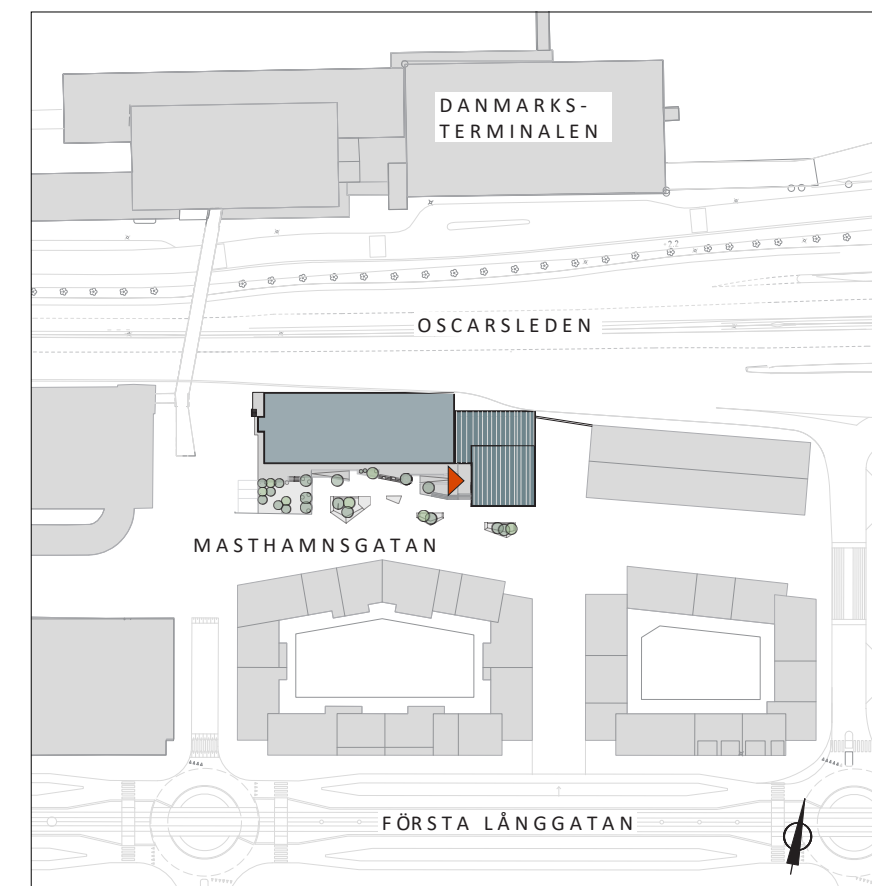 DANMARKS-
TERMINALEN
OSCARSLEDEN
MASTHAMNSGATAN
FÖRSTA LÅNGGATAN